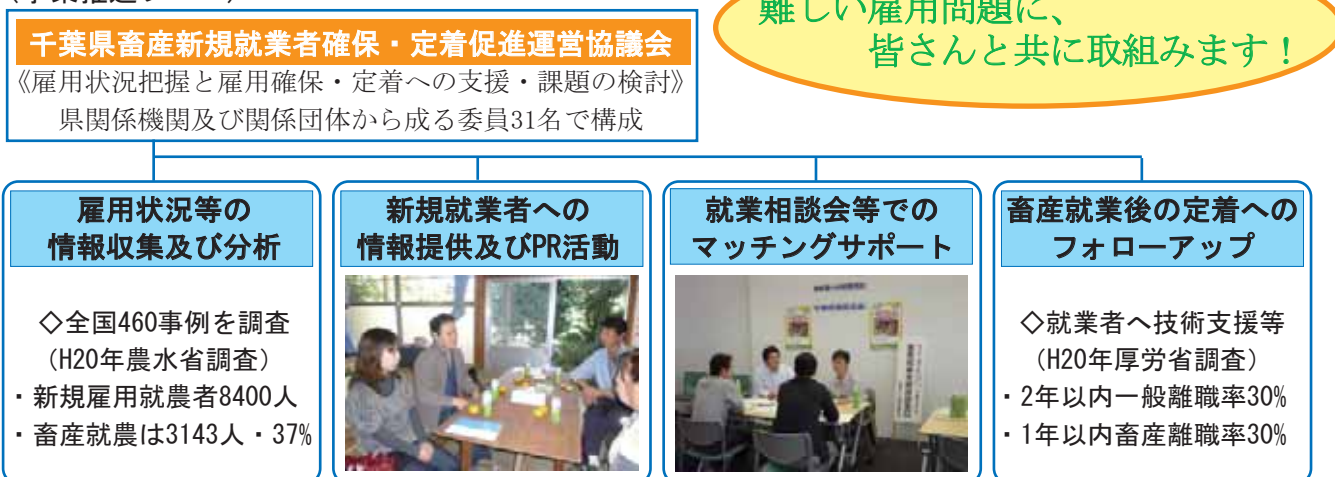 難しい雇用問題に、
皆さんと共に取組みます！
千葉県畜産新規就業者確保・定着促進運営協議会
《雇用状況把握と雇用確保・定着への支援・課題の検討》
県関係機関及び関係団体から成る委員31名で構成
雇用状況等の
情報収集及び分析
◇全国460事例を調査
（H20年農水省調査）
・新規雇用就農者8400人
・畜産就農は3143人・37%
新規就業者への
情報提供及びPR活動
就業相談会等での
マッチングサポート
畜産就業後の定着への
フォローアップ
◇就業者へ技術支援等
（H20年厚労省調査）
・2年以内一般離職率30%
・1年以内畜産離職率30%